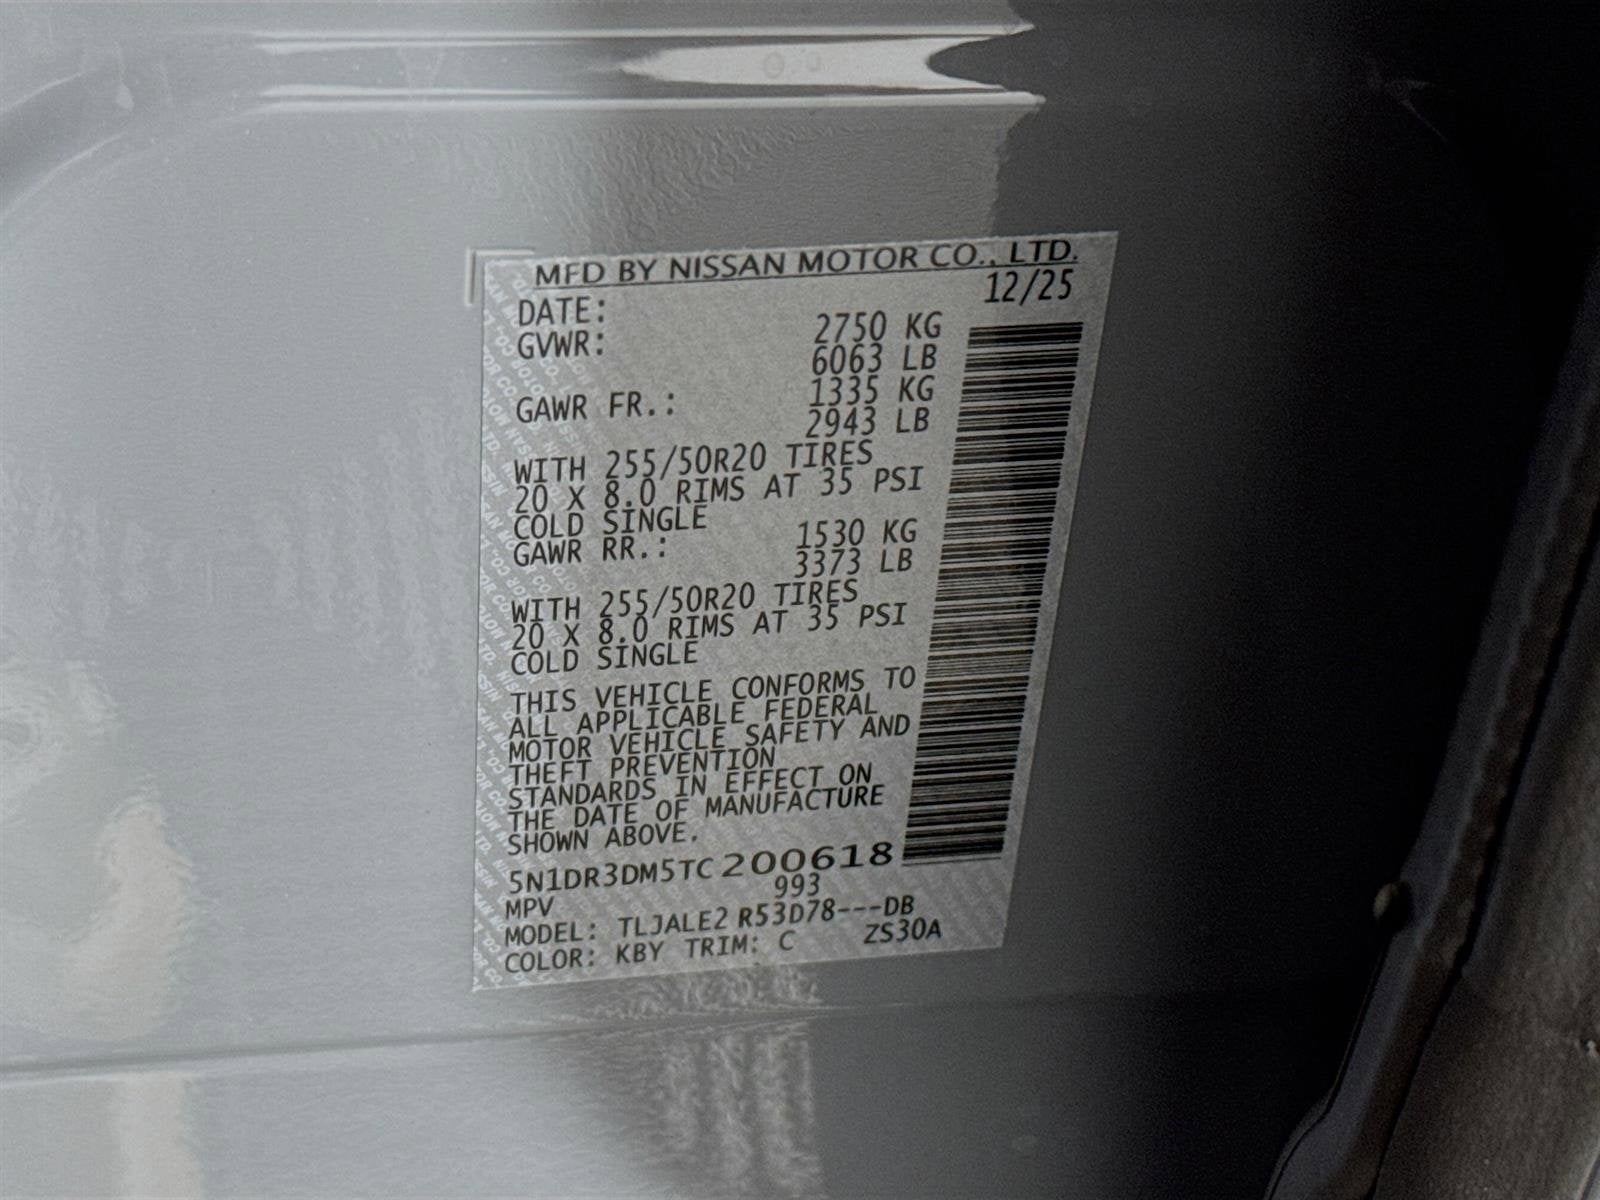 MFD BY NISSAN MOTOR CO., LTD.
DATE: 12/25
GVWR: 2750 KG
6063 LB
GAWR FR.: 1335 KG
2943 LB
WITH 255/50R20 TIRES
20 X 8.0 RIMS AT 35 PSI
COLD SINGLE
GAWR RR.: 1530 KG
3373 LB
WITH 255/50R20 TIRES
20 X 8.0 RIMS AT 35 PSI
COLD SINGLE
THIS VEHICLE CONFORMS TO
ALL APPLICABLE FEDERAL
MOTOR VEHICLE SAFETY AND
THEFT PREVENTION
STANDARDS IN EFFECT ON
THE DATE OF MANUFACTURE
SHOWN ABOVE.
5N1DR3DM5TC200618
MPV 993
MODEL: TLJALE2 R53D78---DB
COLOR: KBY TRIM: C ZS30A